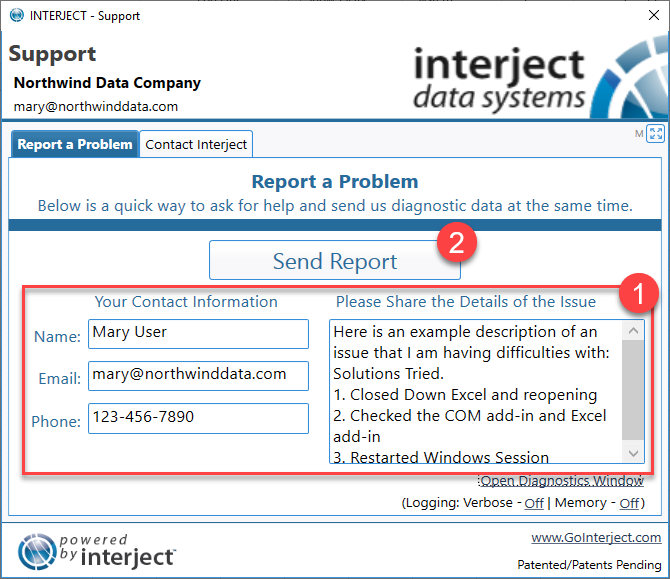 INTERJECT - Support
Support
Northwind Data Company
mary@northwinddata.com
interject
data systems
Report a Problem
Contact Interject
M
Report a Problem
Below is a quick way to ask for help and send us diagnostic data at the same time.
2
Send Report
1
Your Contact Information
Please Share the Details of the Issue
Name:
Mary User
Email:
mary@northwinddata.com
Phone:
123-456-7890
Here is an example description of an
issue that I am having difficulties with:
Solutions Tried.
1. Closed Down Excel and reopening
2. Checked the COM add-in and Excel
add-in
3. Restarted Windows Session
Open Diagnostics Window
(Logging: Verbose - Off | Memory - Off)
powered
by interject
www.GoInterject.com
Patented/Patents Pending